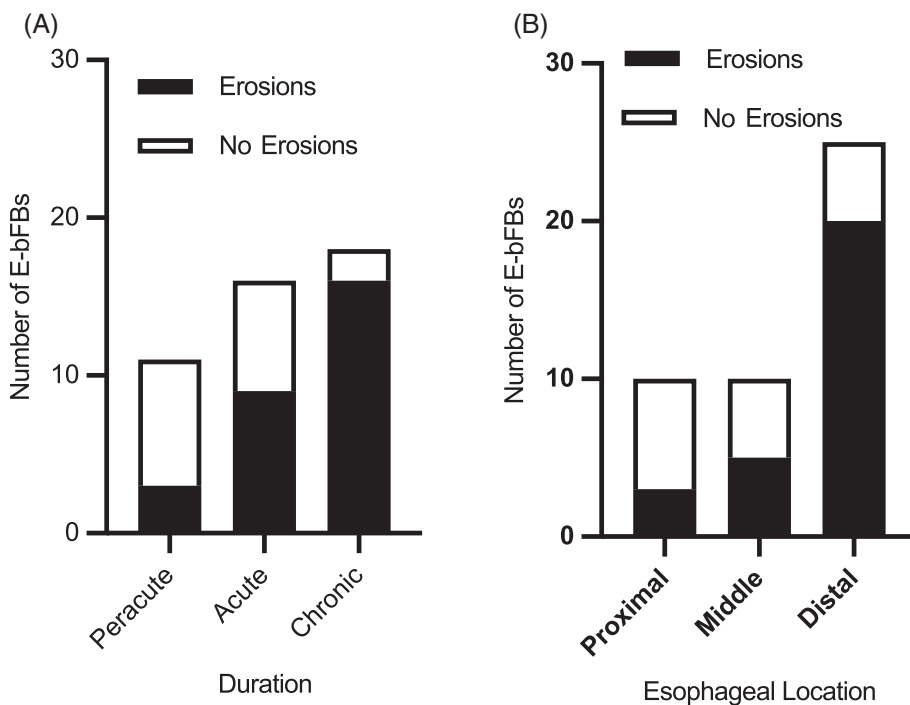 (A)
30
Erosions
No Erosions
20
10
0
Number of E-bFBs
Peracute
Acute
Chronic
Duration
(B)
30
Erosions
No Erosions
20
10
0
Number of E-bFBs
Proximal
Middle
Distal
Esophageal Location